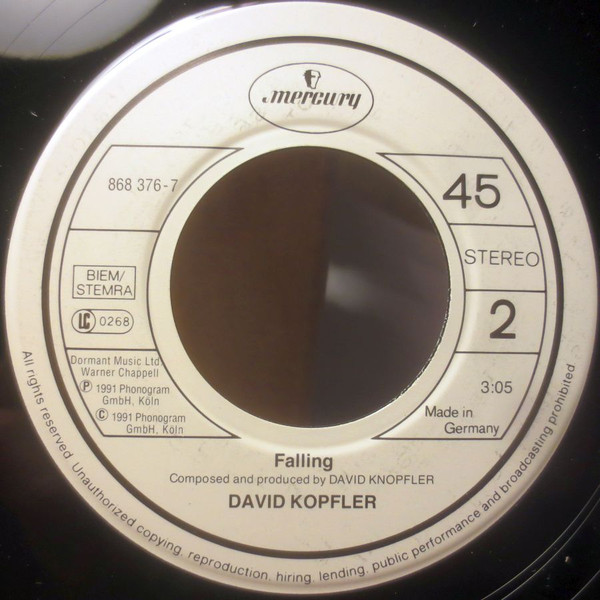 mercury
868 376-7
45
STEREO
BIEM/
STEMRA
LC 0268
2
Dormant Music Ltd.
Warner Chappell
Ⓟ 1991 Phonogram
GmbH, Köln
© 1991 Phonogram
GmbH, Köln
3:05
Made in
Germany
Falling
Composed and produced by DAVID KNOPFLER
DAVID KOPFLER
All rights reserved. Unauthorized copying, reproduction, hiring, lending, public performance and broadcasting prohibited